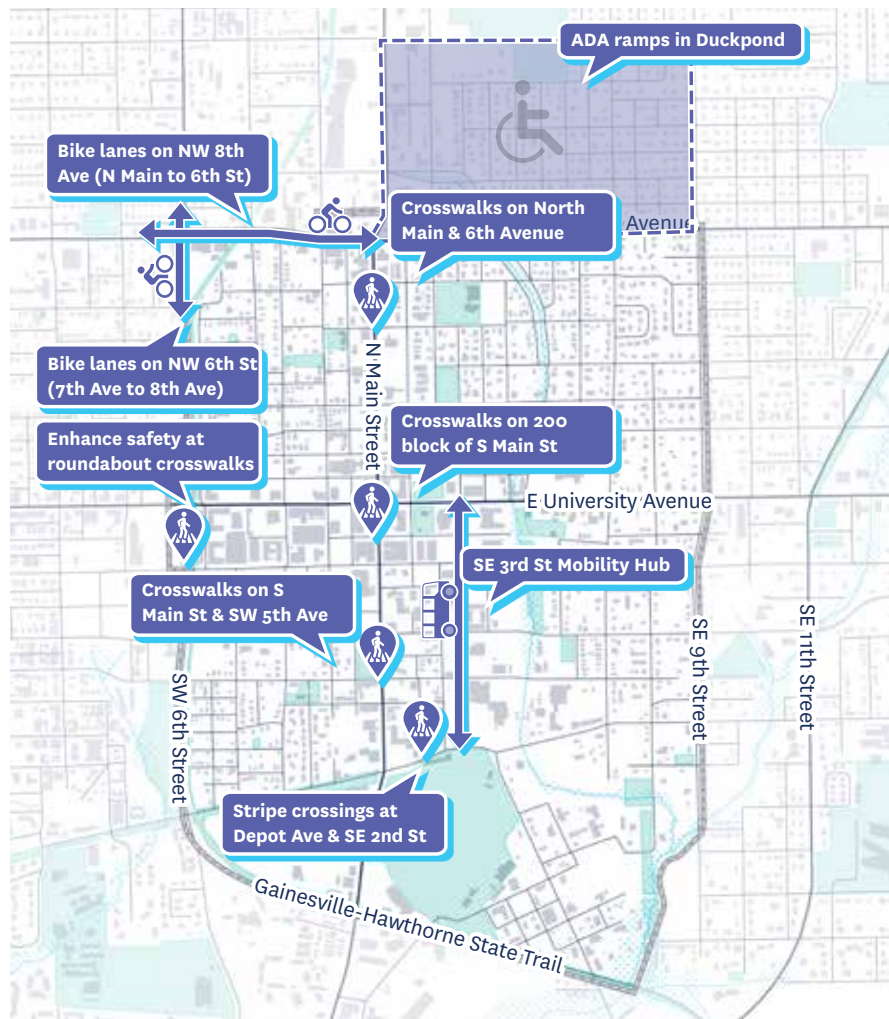 ADA ramps in Duckpond
Bike lanes on NW 8th
Ave (N Main to 6th St)
Crosswalks on North
Main & 6th Avenue
Avenue
Bike lanes on NW 6th St
(7th Ave to 8th Ave)
N Main Street
Enhance safety at
roundabout crosswalks
Crosswalks on 200
block of S Main St
E University Avenue
SE 3rd St Mobility Hub
Crosswalks on S
Main St & SW 5th Ave
SW 6th Street
SE 9th Street
SE 11th Street
Stripe crossings at
Depot Ave & SE 2nd St
Gainesville-Hawthorne State Trail